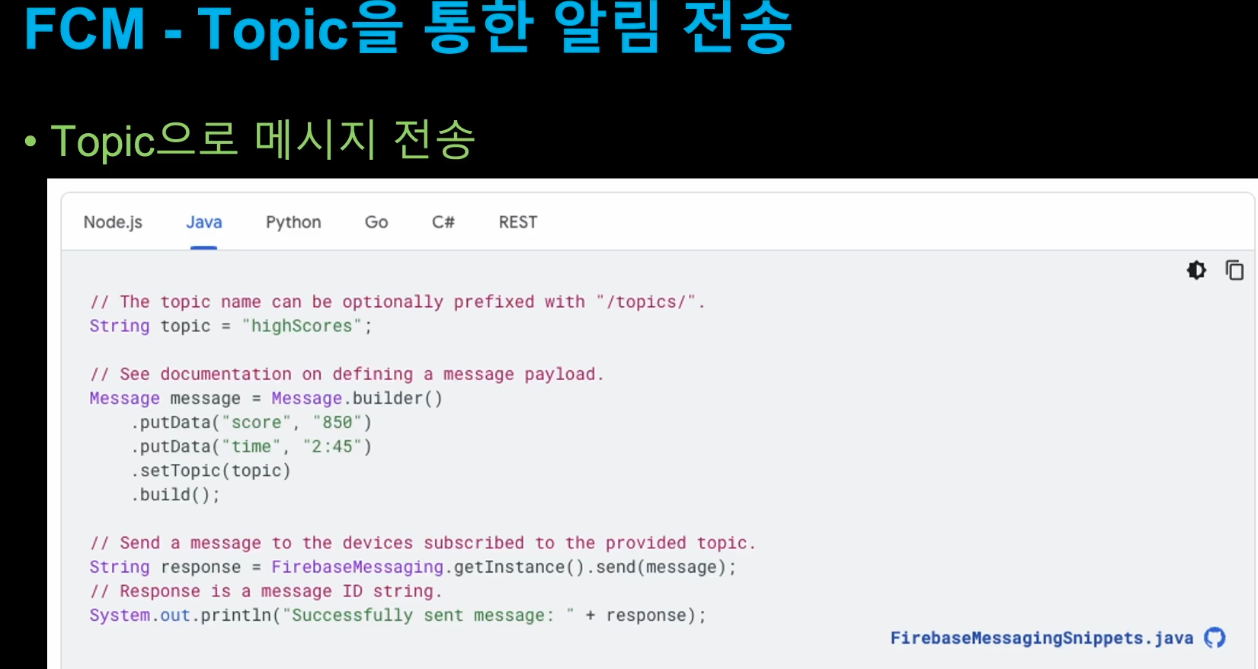 FCM - Topic을 통한 알림 전송
• Topic으로 메시지 전송
Node.js Java Python Go C# REST
// The topic name can be optionally prefixed with "/topics/".
String topic = "highScores";
// See documentation on defining a message payload.
Message message = Message.builder()
.putData("score", "850")
.putData("time", "2:45")
.setTopic(topic)
.build();
// Send a message to the devices subscribed to the provided topic.
String response = FirebaseMessaging.getInstance().send(message);
// Response is a message ID string.
System.out.println("Successfully sent message: " + response);
FirebaseMessagingSnippets.java